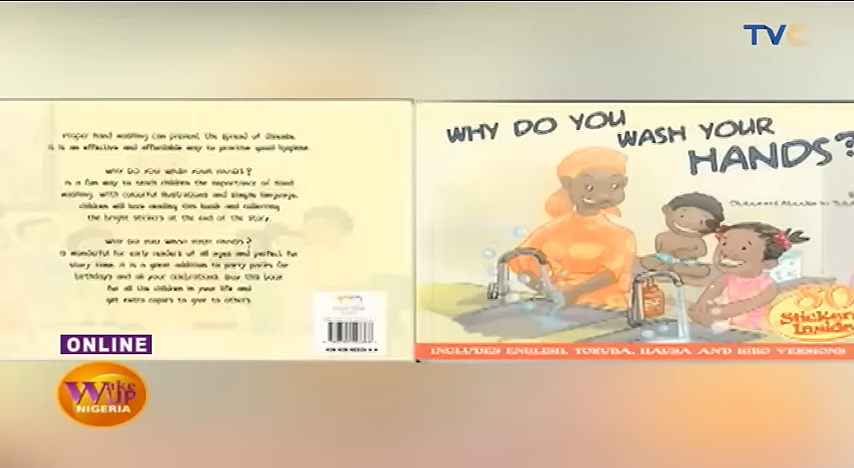 TVC
Proper hand washing can prevent the spread of disease.
It is an effective and affordable way to practise good hygiene.
WHY DO YOU WASH YOUR HANDS?
is a fun way to teach children the importance of hand
washing. With colourful illustrations and simple language,
children will love reading this book and collecting
the bright stickers at the end of the story.
WHY DO YOU WASH YOUR HANDS?
is wonderful for early readers of all ages and perfect for
story time. It is a great addition to party packs for
birthdays and all your celebrations. Buy this book
for all the children in your life and
get extra copies to give to others.
WHY DO YOU
WASH YOUR
HANDS?
Stickers
Inside
INCLUDES ENGLISH, YORUBA, HAUSA AND IGBO VERSIONS
ONLINE
Wake
UP
NIGERIA